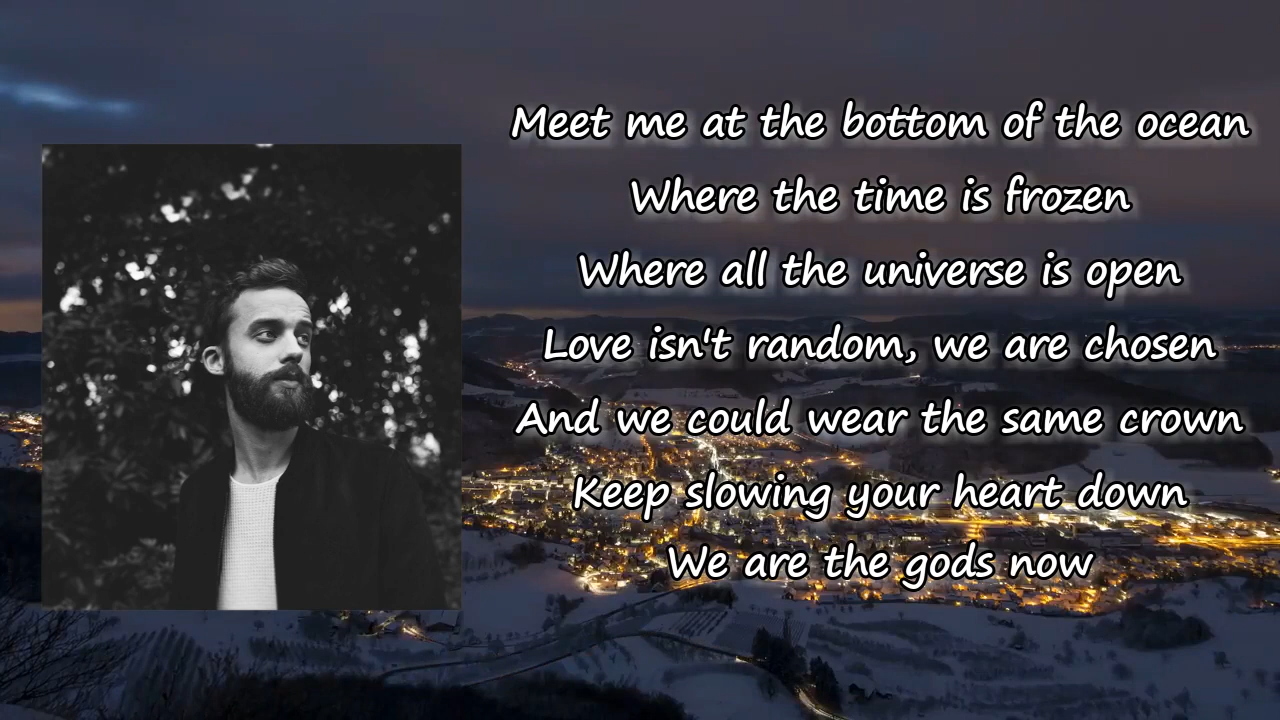 Meet me at the bottom of the ocean
Where the time is frozen
Where all the universe is open
Love isn't random, we are chosen
And we could wear the same crown
Keep slowing your heart down
We are the gods now